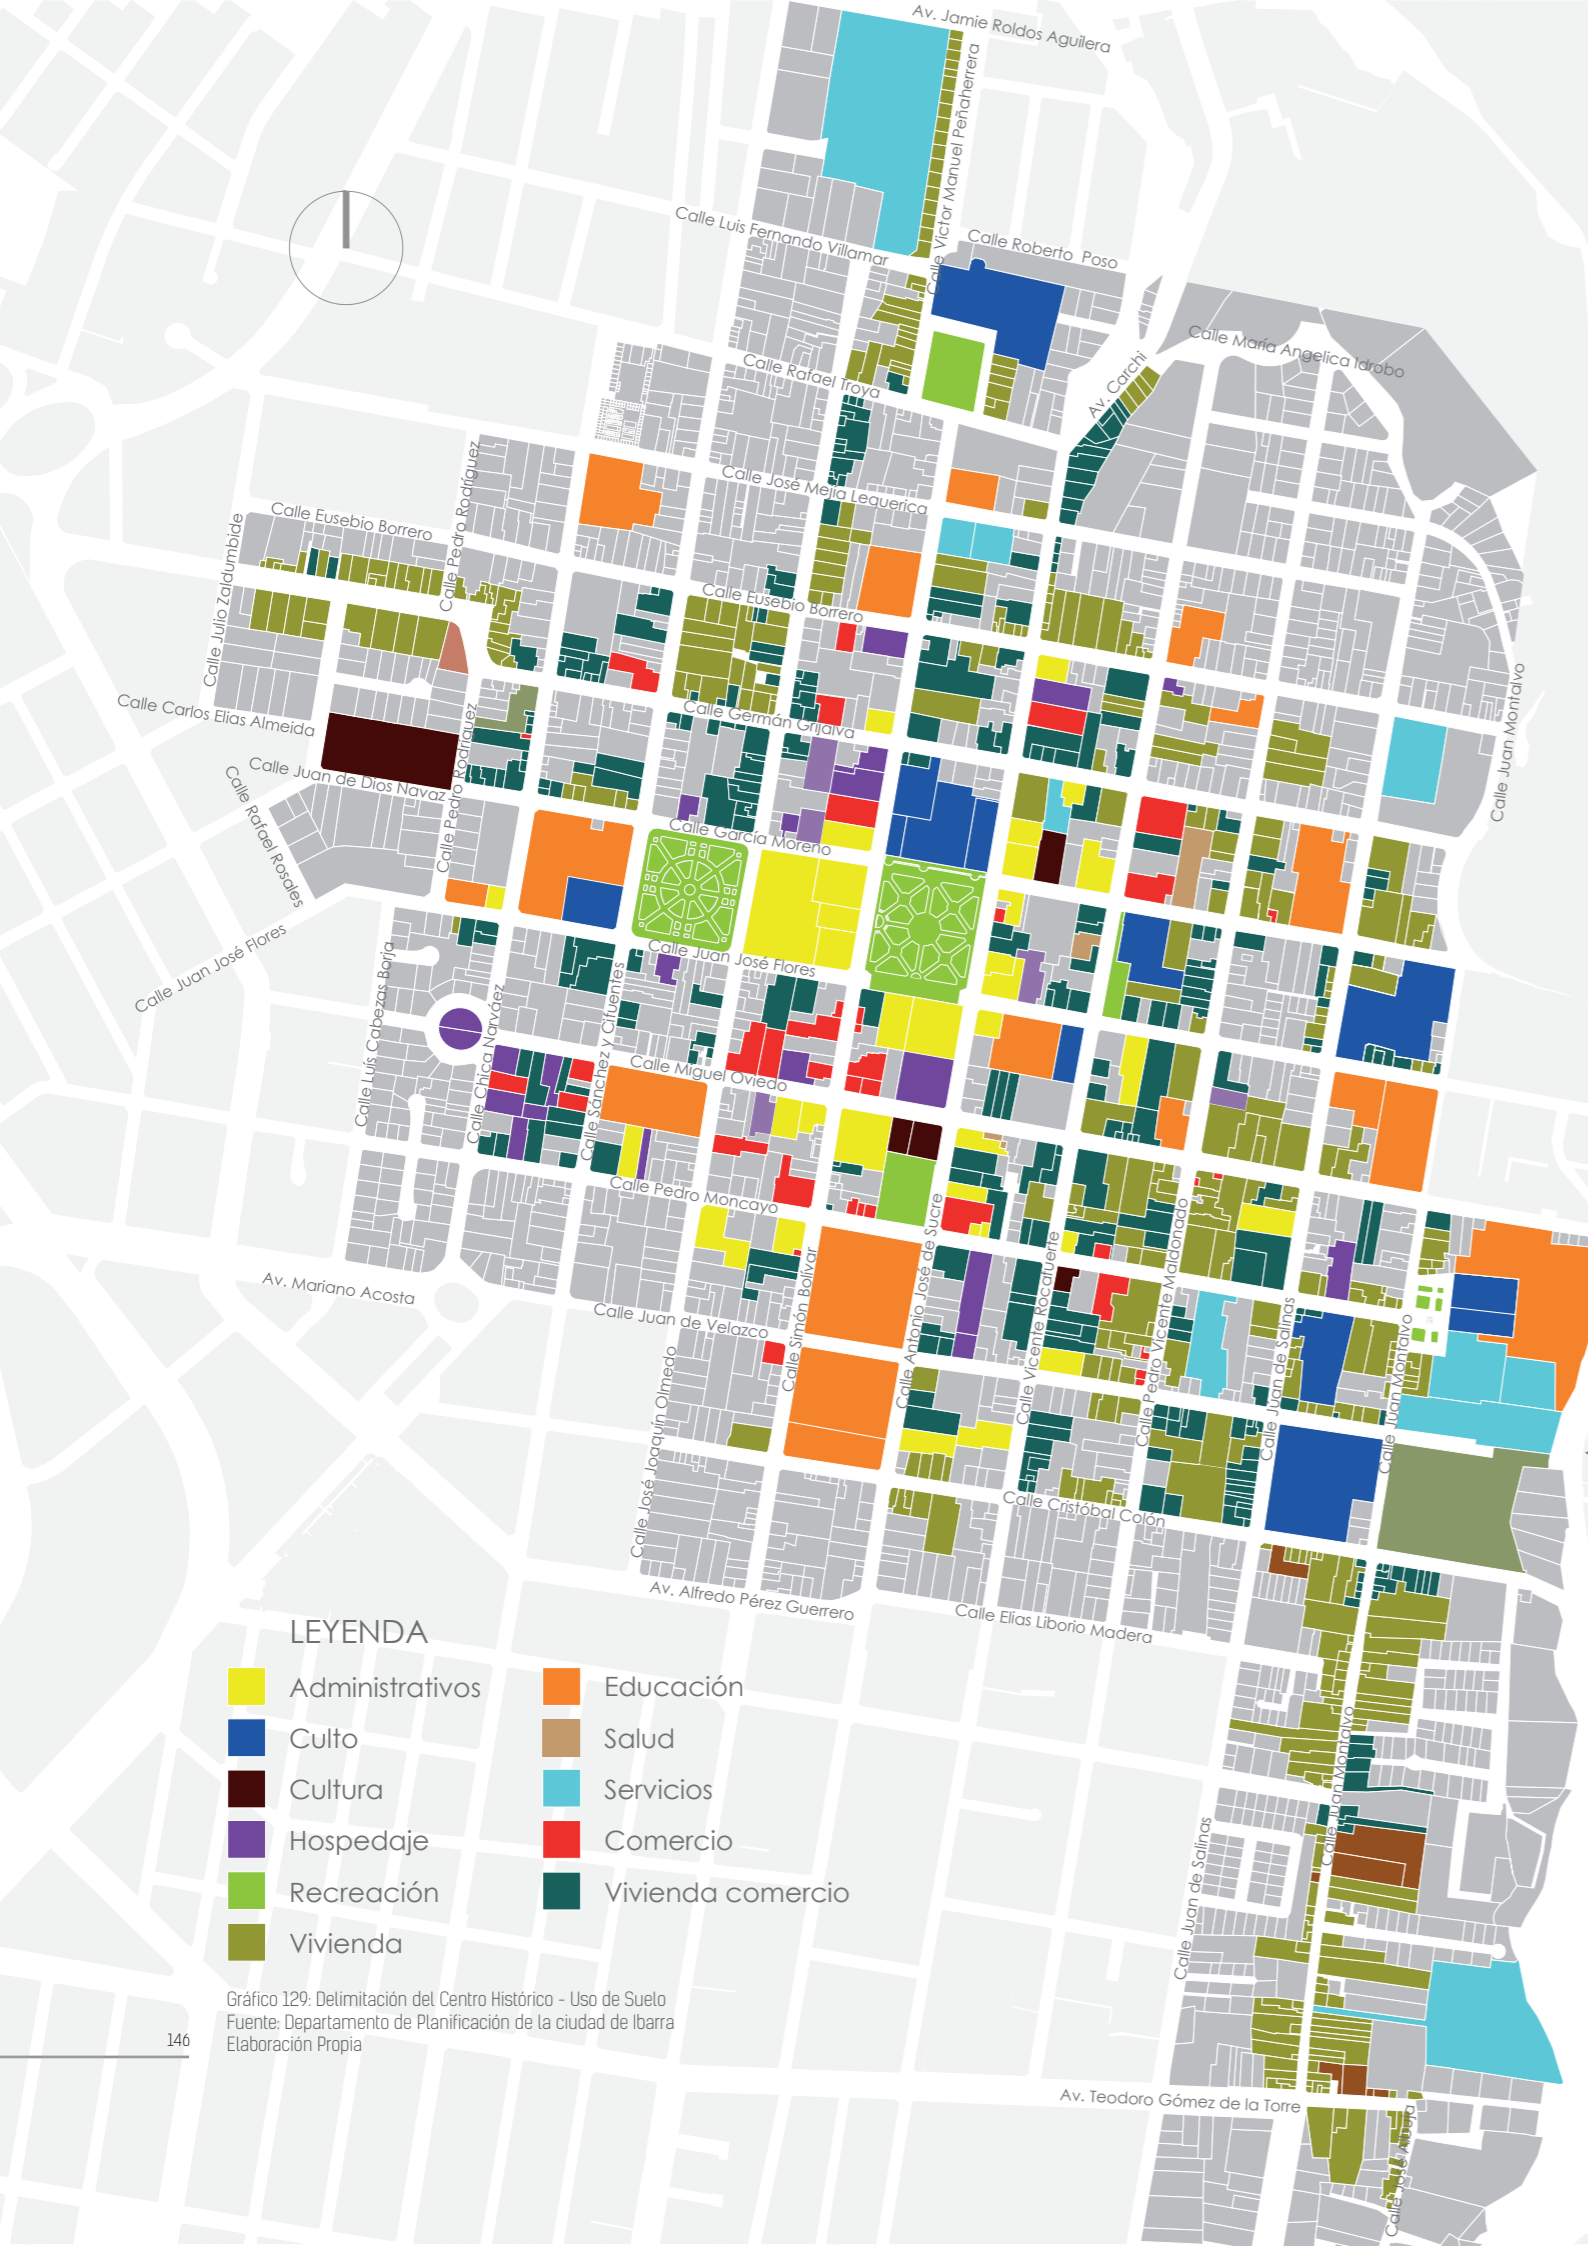 Av. Jamie Roldos Aguilera
Calle Victor Manuel Peñaherrera
Calle Luis Fernando Villamar
Calle Roberto Poso
Calle María Angelica Idrobo
Av. Carchi
Calle Rafael Troya
Calle José Mejía Lequerica
Calle Pedro Rodríguez
Calle Eusebio Borrero
Calle Julio Zaldumbide
Calle Eusebio Borrero
Calle Juan Montalvo
Calle Carlos Elias Almeida
Calle Germán Grijalva
Calle Pedro Rodríguez
Calle Juan de Dios Navaz
Calle Rafael Rosales
Calle García Moreno
Calle Juan José Flores
Calle Juan José Flores
Calle Luís Cabezas Borja
Calle Chica Narváez
Calle Sánchez y Cifuentes
Calle Miguel Oviedo
Calle Pedro Moncayo
Av. Mariano Acosta
Calle Juan de Velazco
Calle Simón Bolívar
Calle Antonio José de Sucre
Calle Vicente Rocafuerte
Calle Pedro Vicente Maldonado
Calle Juan de Salinas
Calle Juan Montalvo
Calle José Joaquín Olmedo
Calle Cristóbal Colón
Av. Alfredo Pérez Guerrero
Calle Elías Liborio Madera
Calle Juan Montalvo
Calle Juan de Salinas
Av. Teodoro Gómez de la Torre
Calle José Albuja
LEYENDA
Administrativos
Culto
Cultura
Hospedaje
Recreación
Vivienda
Educación
Salud
Servicios
Comercio
Vivienda comercio
Gráfico 129: Delimitación del Centro Histórico - Uso de Suelo
Fuente: Departamento de Planificación de la ciudad de Ibarra
Elaboración Propia
146